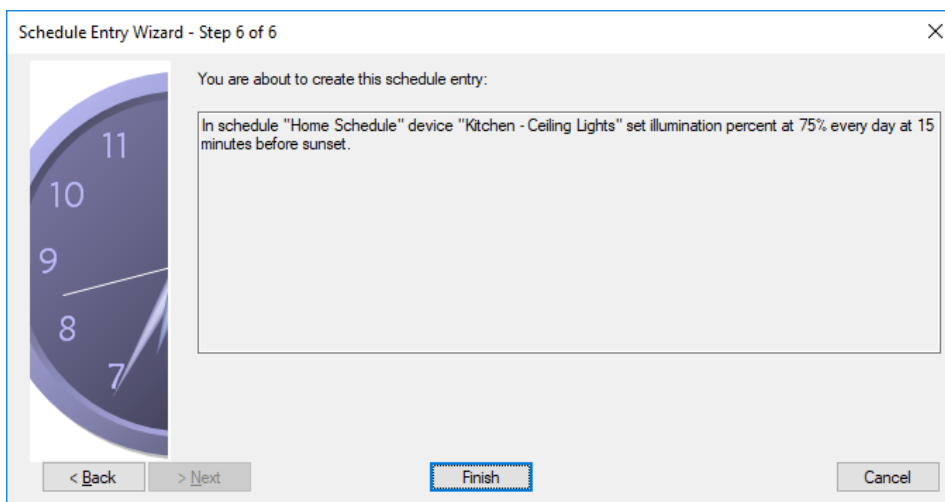 Schedule Entry Wizard - Step 6 of 6
You are about to create this schedule entry:
In schedule "Home Schedule" device "Kitchen - Ceiling Lights" set illumination percent at 75% every day at 15
minutes before sunset.
11
10
9
8
7
< Back
> Next
Finish
Cancel